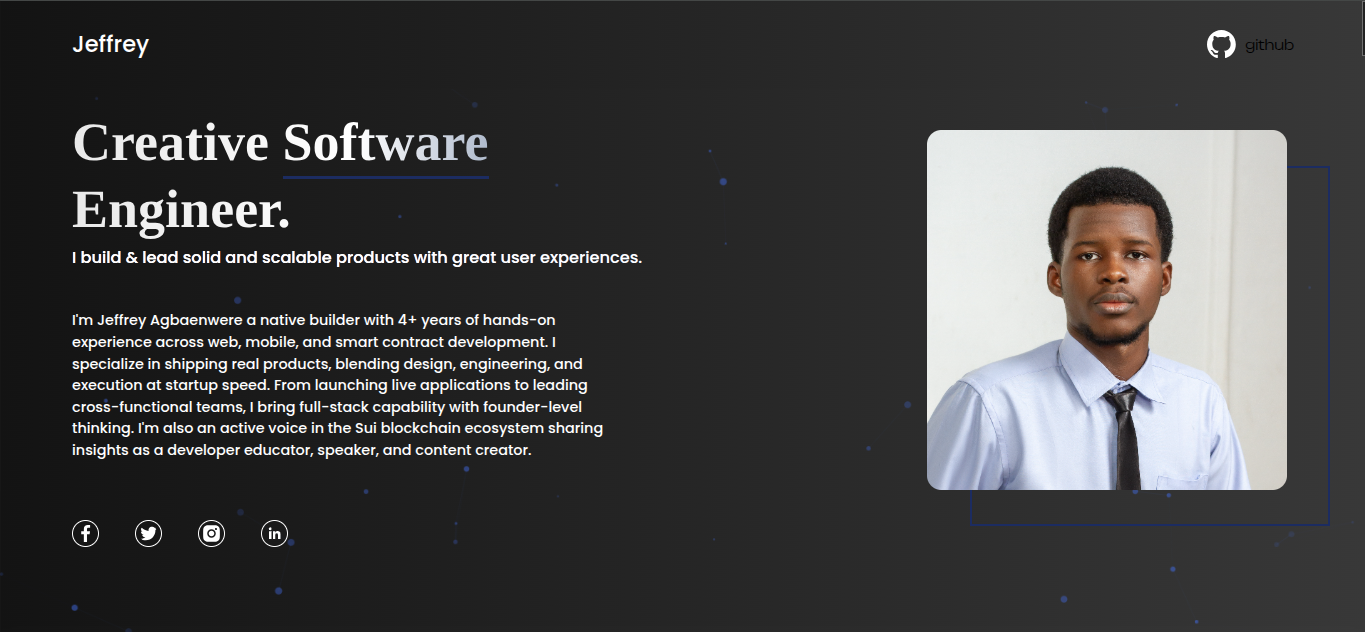 Jeffrey
github
Creative Software
Engineer.
I build & lead solid and scalable products with great user experiences.
I'm Jeffrey Agbaenwere a native builder with 4+ years of hands-on
experience across web, mobile, and smart contract development. I
specialize in shipping real products, blending design, engineering, and
execution at startup speed. From launching live applications to leading
cross-functional teams, I bring full-stack capability with founder-level
thinking. I'm also an active voice in the Sui blockchain ecosystem sharing
insights as a developer educator, speaker, and content creator.